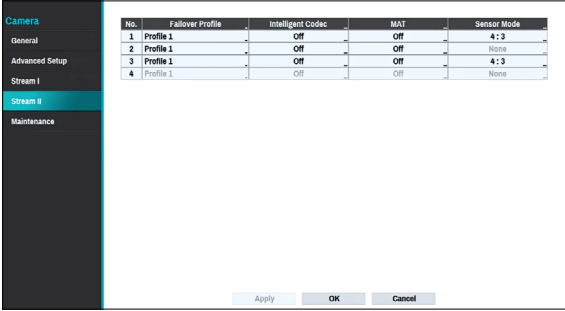 Camera
General
Advanced Setup
Stream I
Stream II
Maintenance
No. Failover Profile Intelligent Codec MAT Sensor Mode
1 Profile 1 Off Off 4 : 3
2 Profile 1 Off Off None
3 Profile 1 Off Off 4 : 3
4 Profile 1 Off Off None
Apply OK Cancel